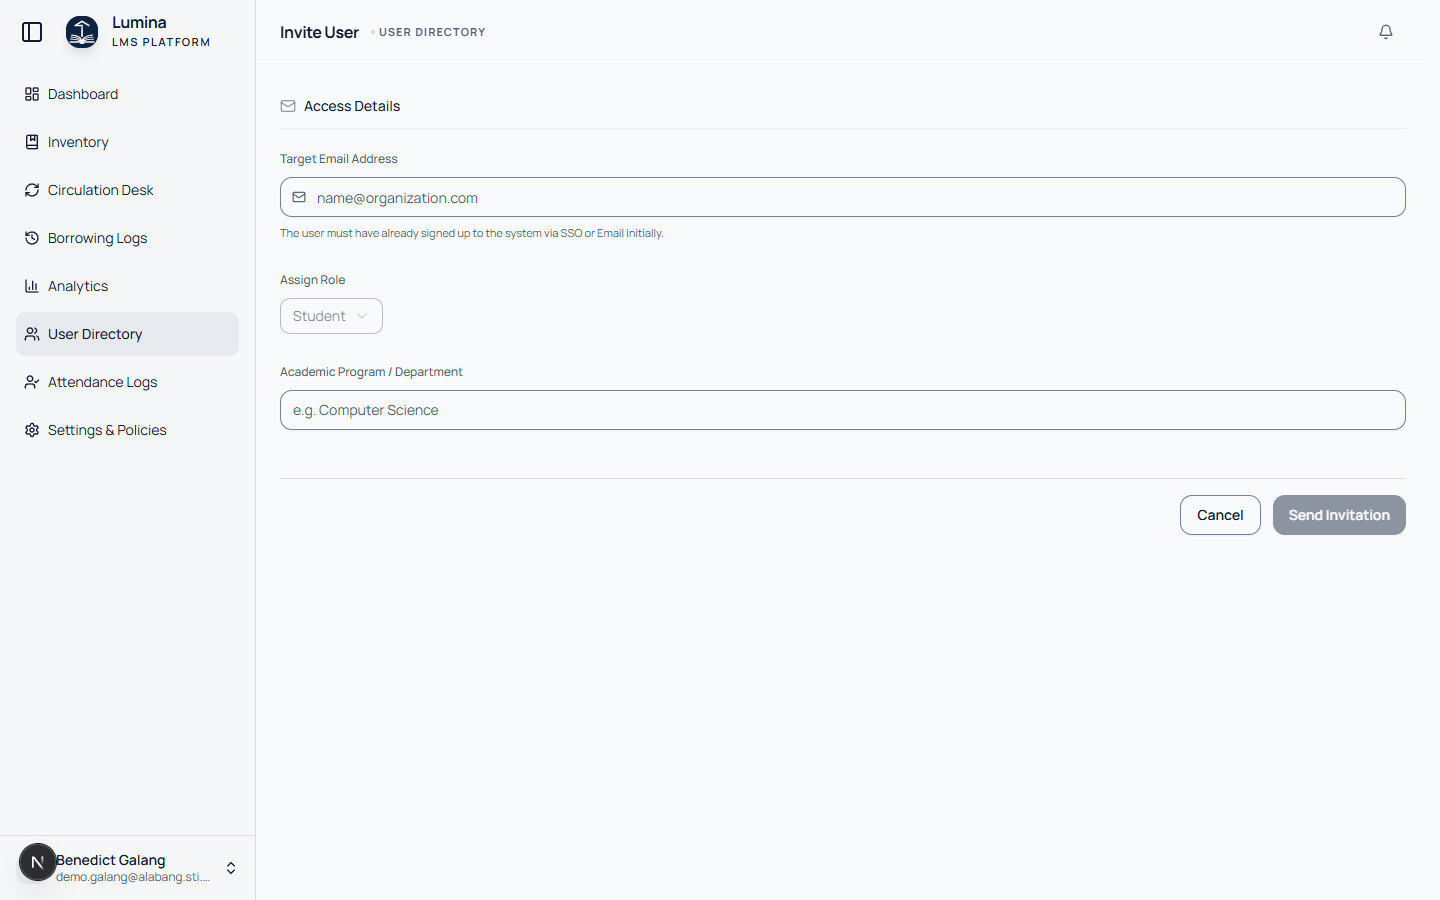 Lumina
LMS PLATFORM
Dashboard
Inventory
Circulation Desk
Borrowing Logs
Analytics
User Directory
Attendance Logs
Settings & Policies
N
Benedict Galang
demo.galang@alabang.sti....
Invite User
USER DIRECTORY
Access Details
Target Email Address
name@organization.com
The user must have already signed up to the system via SSO or Email initially.
Assign Role
Student
Academic Program / Department
e.g. Computer Science
Cancel
Send Invitation